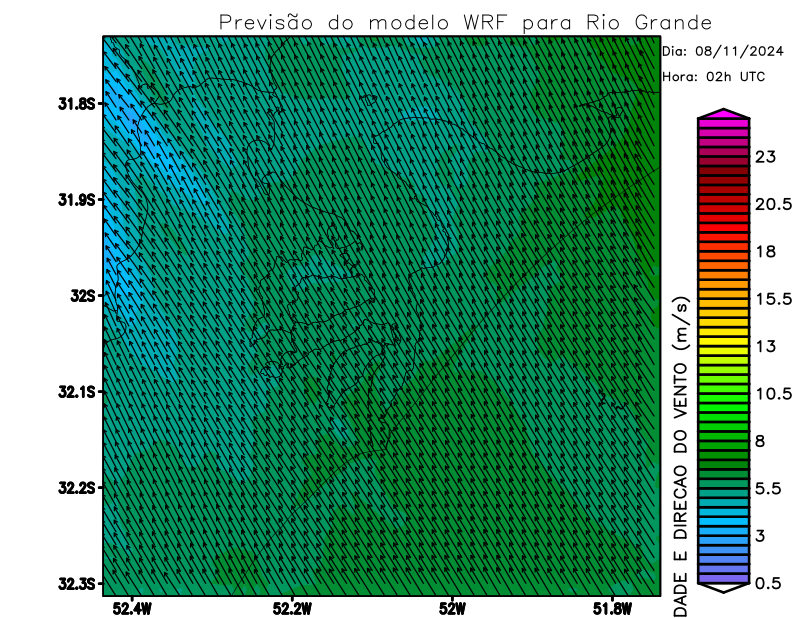 Previsão do modelo WRF para Rio Grande
Dia: 08/11/2024
Hora: 02h UTC
31.8S
31.9S
32S
32.1S
32.2S
32.3S
52.4W
52.2W
52W
51.8W
DADE E DIRECAO DO VENTO (m/s)
23
20.5
18
15.5
13
10.5
8
5.5
3
0.5